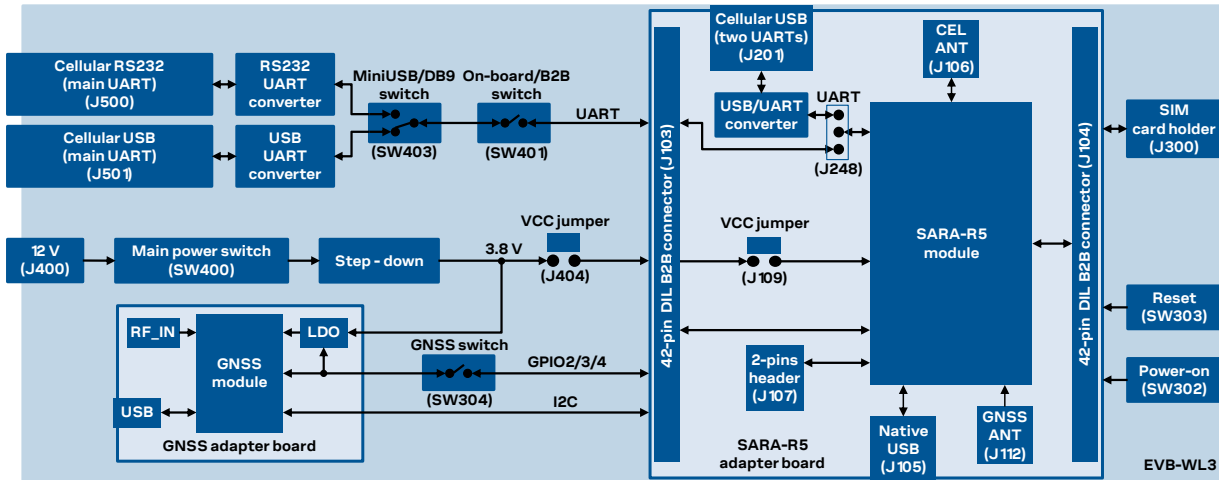 Cellular RS232
(main UART)
(J500)
RS232
UART
converter
MiniUSB/DB9
switch
(SW403)
On-board/B2B
switch
(SW401)
UART
Cellular USB
(main UART)
(J501)
USB
UART
converter
12 V
(J400)
Main power switch
(SW400)
Step - down
3.8 V
VCC jumper
(J404)
RF_IN
GNSS
module
LDO
USB
GNSS adapter board
GNSS switch
(SW304)
GPIO2/3/4
I2C
42-pin DIL B2B connector (J103)
Cellular USB
(two UARTs)
(J201)
USB/UART
converter
UART
(J248)
CEL
ANT
(J106)
VCC jumper
(J109)
SARA-R5
module
2-pins
header
(J107)
Native
USB
(J105)
GNSS
ANT
(J112)
SARA-R5
adapter board
42-pin DIL B2B connector (J104)
SIM
card holder
(J300)
Reset
(SW303)
Power-on
(SW302)
EVB-WL3